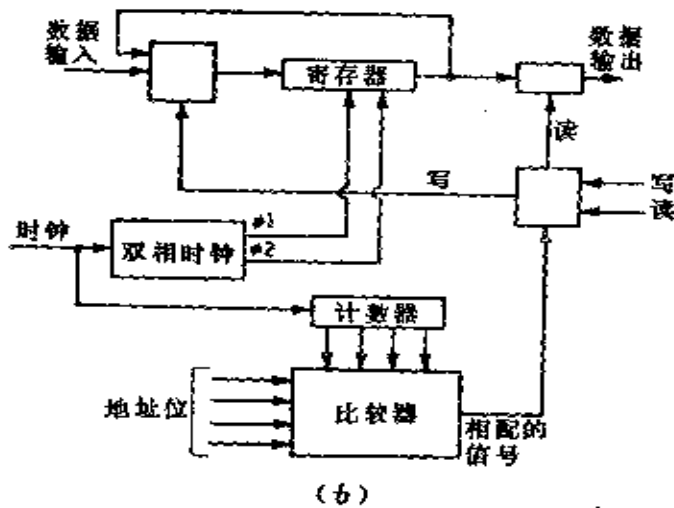 数据
输入
寄存器
数据
输出
读
写
写
读
时钟
双相时钟
φ1
φ2
计数器
地址位
比较器
相配的
信号
(b)